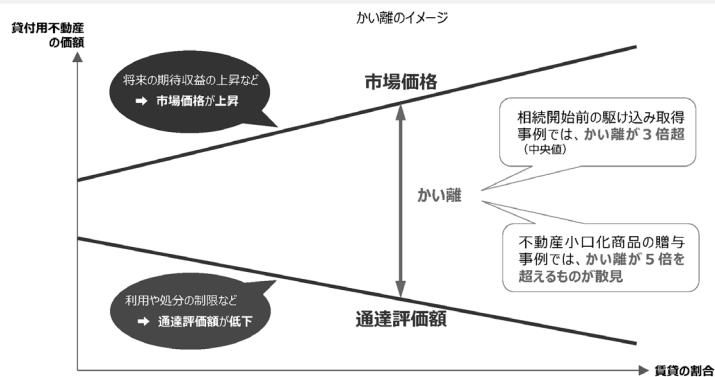 かい離のイメージ
貸付用不動産
の価額
将来の期待収益の上昇など
➡ 市場価格が上昇
市場価格
相続開始前の駆け込み取得
事例では、かい離が3倍超
（中央値）
かい離
不動産小口化商品の贈与
事例では、かい離が5倍を
超えるものが散見
利用や処分の制限など
➡ 通達評価額が低下
通達評価額
賃貸の割合